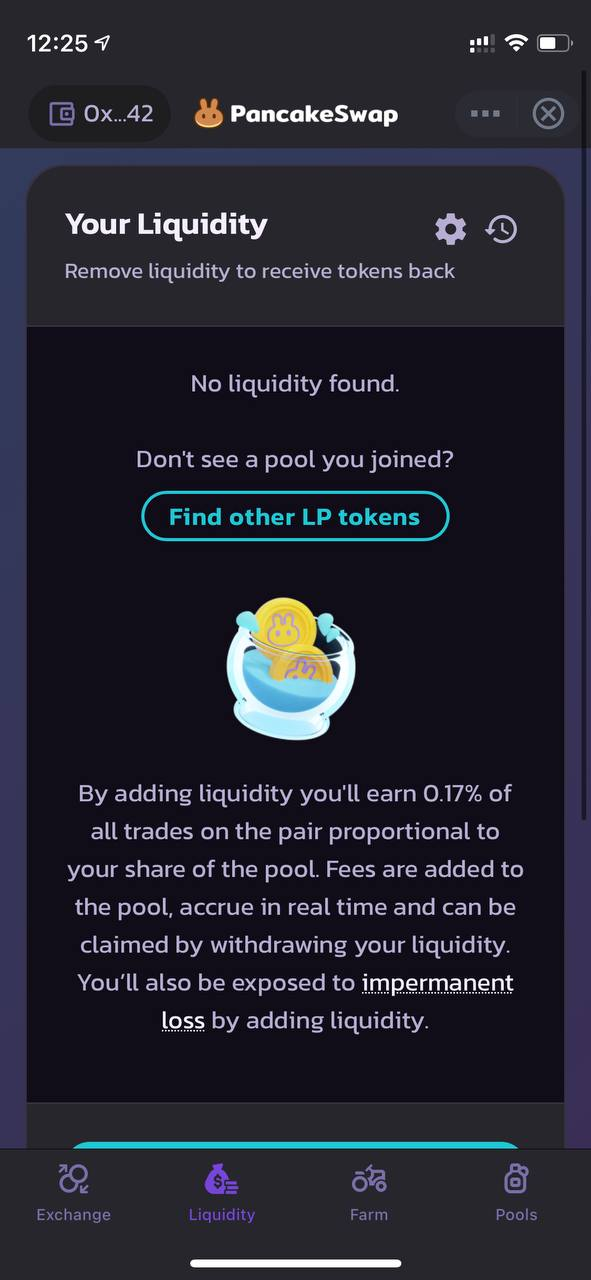 12:25
0x...42
PancakeSwap
Your Liquidity
Remove liquidity to receive tokens back
No liquidity found.
Don't see a pool you joined?
Find other LP tokens
By adding liquidity you'll earn 0.17% of
all trades on the pair proportional to
your share of the pool. Fees are added to
the pool, accrue in real time and can be
claimed by withdrawing your liquidity.
You’ll also be exposed to impermanent
loss by adding liquidity.
Exchange
Liquidity
Farm
Pools